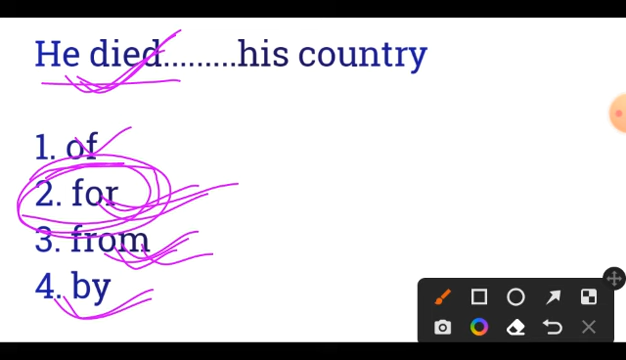 He died.........his country
1. of
2. for
3. from
4. by